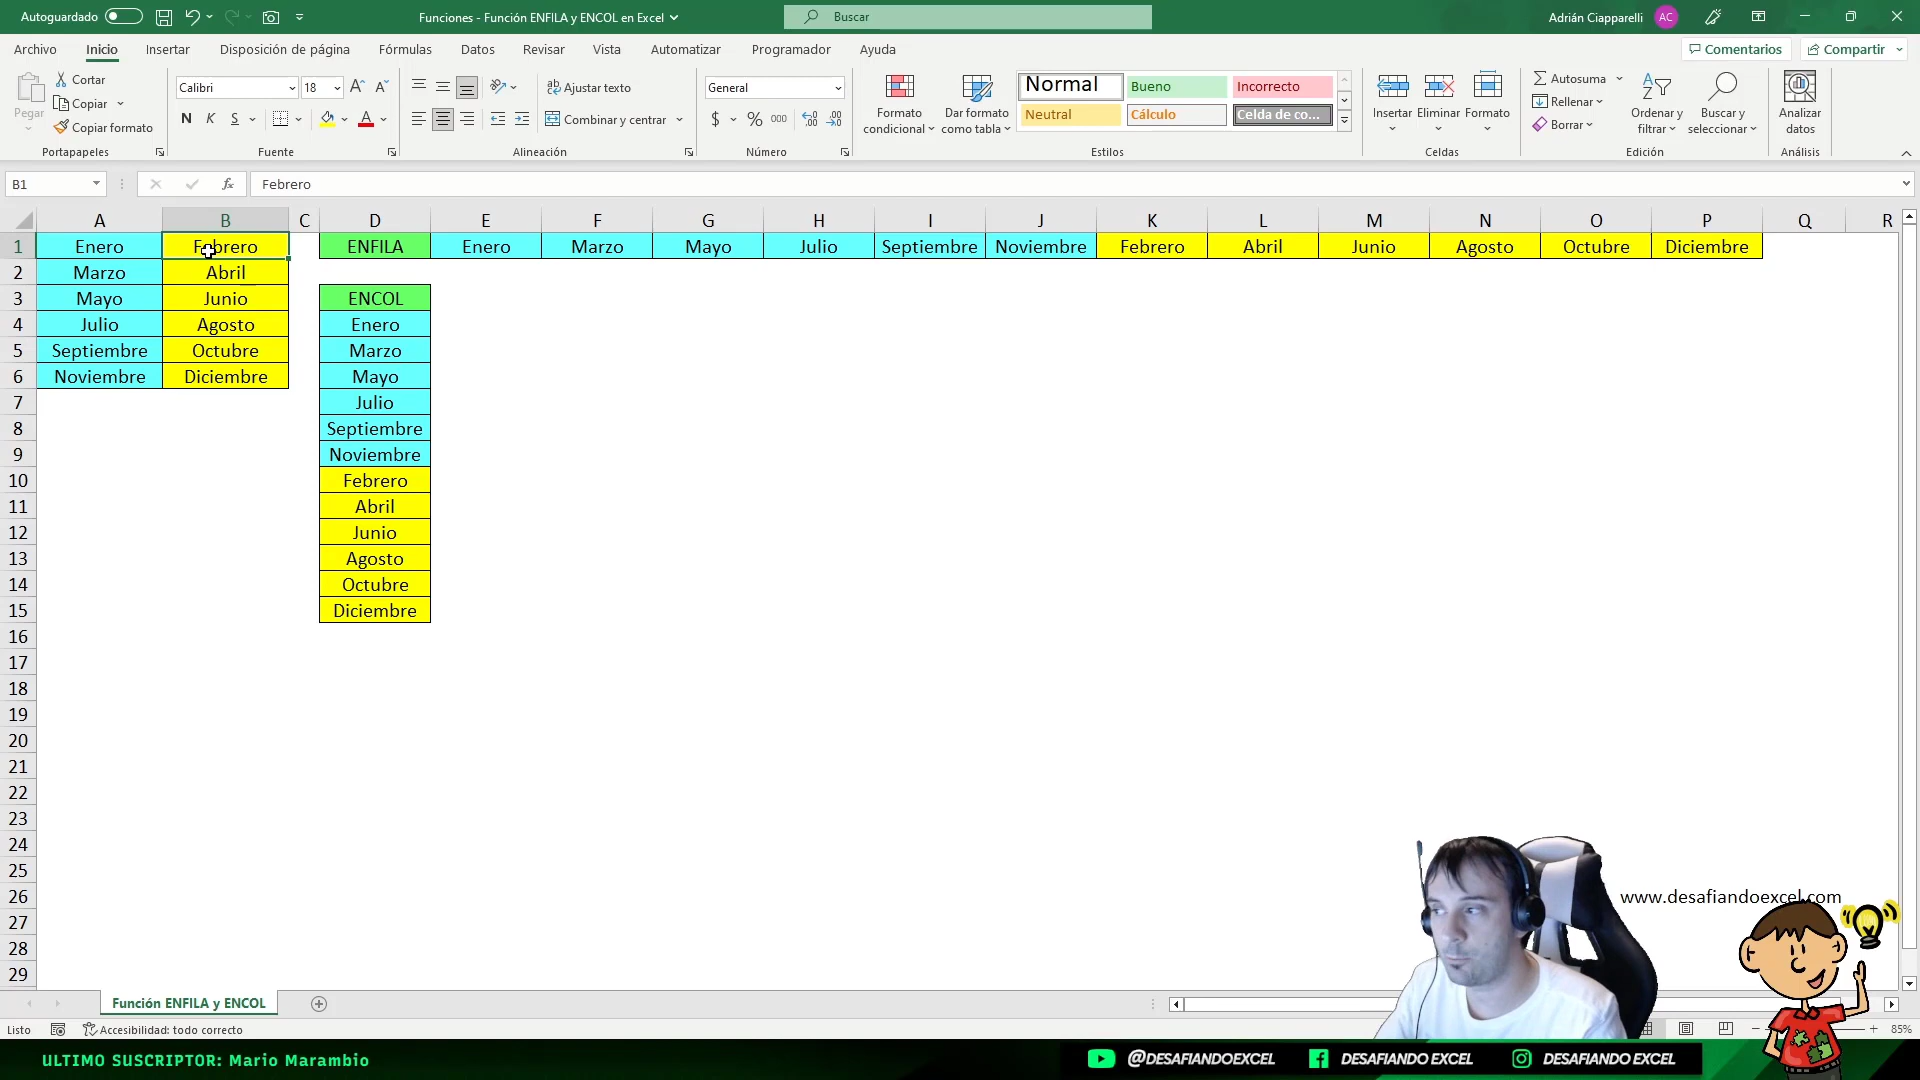 Autoguardado
Funciones - Función ENFILA y ENCOL en Excel
Buscar
Adrián Ciapparelli AC
Archivo Inicio Insertar Disposición de página Fórmulas Datos Revisar Vista Automatizar Programador Ayuda
Comentarios Compartir
Pegar
Cortar
Copiar
Copiar formato
Portapapeles
Calibri 18
N K S
Fuente
Ajustar texto
Combinar y centrar
Alineación
General
$ % 000
Número
Formato condicional
Dar formato como tabla
Normal Bueno Incorrecto
Neutral Cálculo Celda de co...
Estilos
Insertar Eliminar Formato
Celdas
Autosuma
Rellenar
Borrar
Ordenar y filtrar
Buscar y seleccionar
Edición
Analizar datos
Análisis
B1 fx Febrero
A B C D E F G H I J K L M N O P Q R
1 Enero Febrero ENFILA Enero Marzo Mayo Julio Septiembre Noviembre Febrero Abril Junio Agosto Octubre Diciembre
2 Marzo Abril
3 Mayo Junio ENCOL
4 Julio Agosto Enero
5 Septiembre Octubre Marzo
6 Noviembre Diciembre Mayo
7 Julio
8 Septiembre
9 Noviembre
10 Febrero
11 Abril
12 Junio
13 Agosto
14 Octubre
15 Diciembre
16
17
18
19
20
21
22
23
24
25
26 www.desafiandoexcel.com
27
28
29
Función ENFILA y ENCOL
Listo Accesibilidad: todo correcto 85%
ULTIMO SUSCRIPTOR: Mario Marambio
@DESAFIANDOEXCEL DESAFIANDO EXCEL DESAFIANDO EXCEL